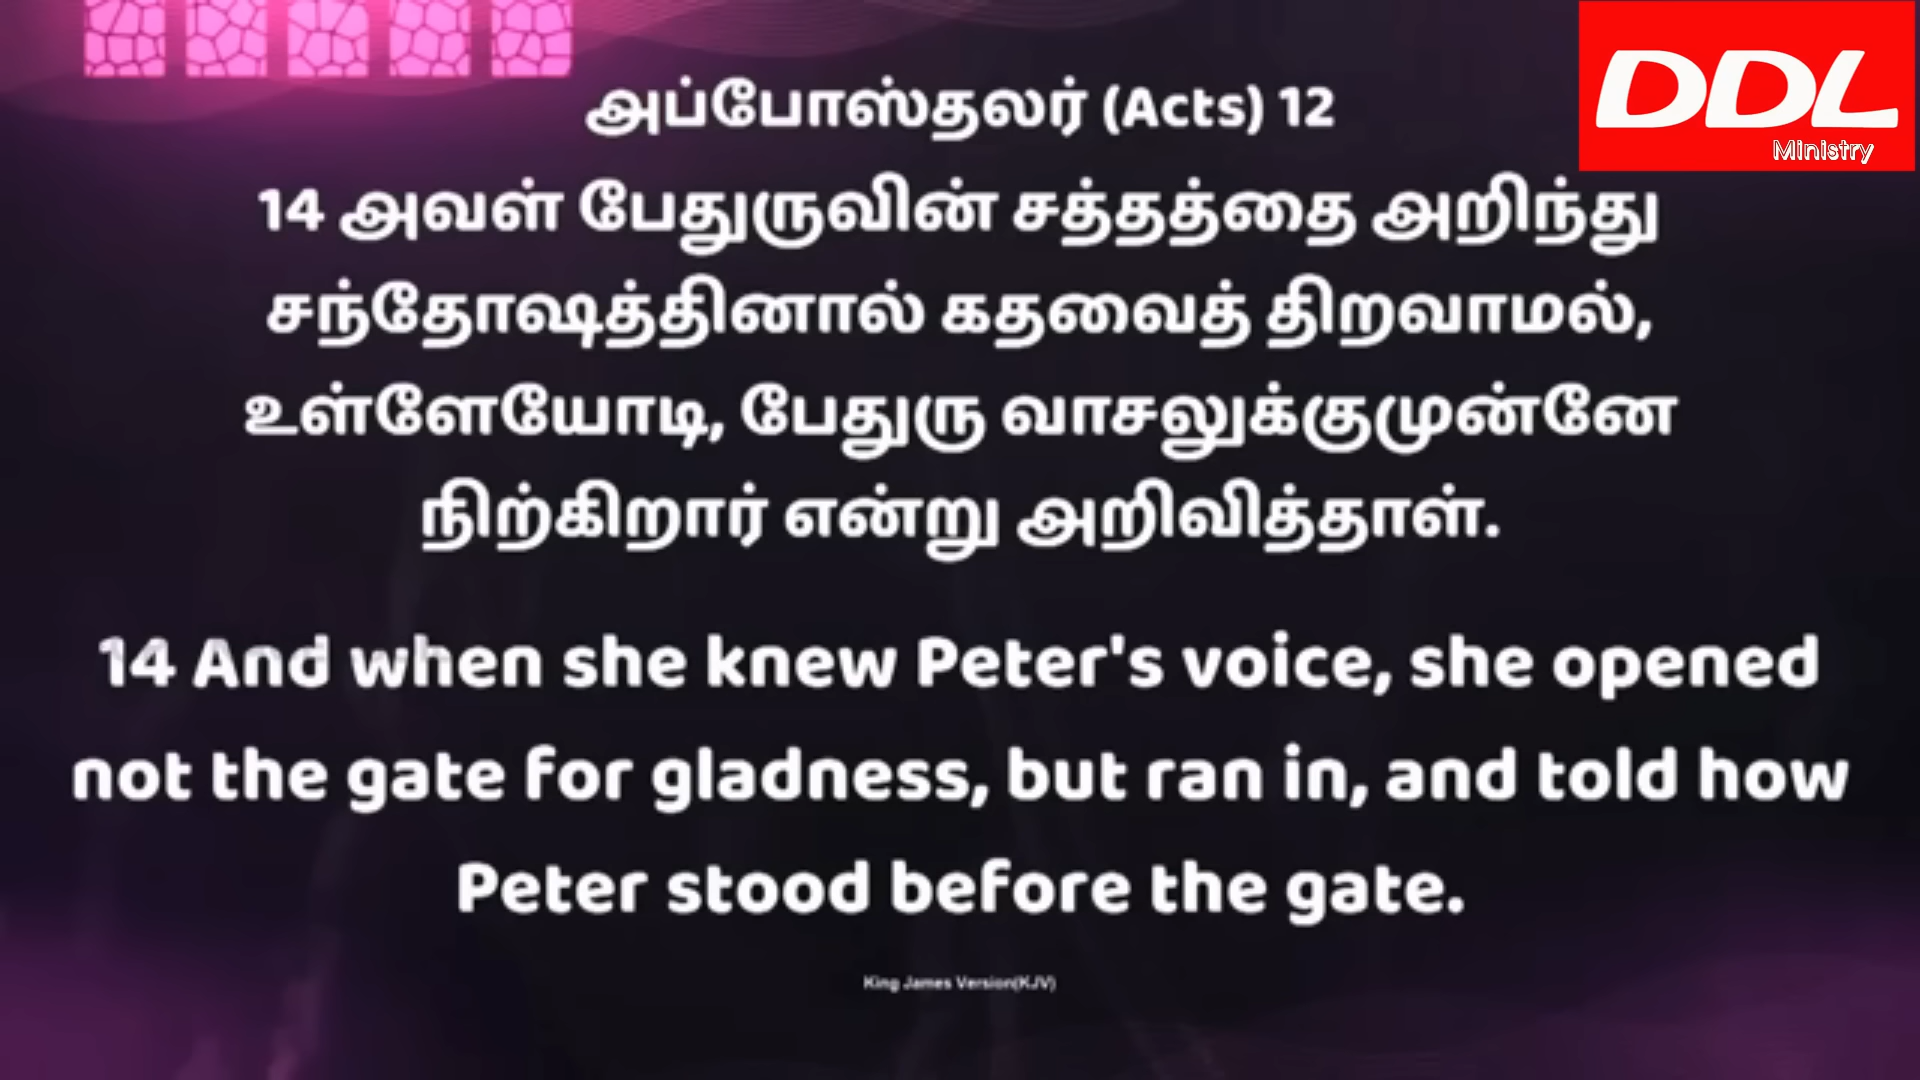 DDL
Ministry
அப்போஸ்தலர் (Acts) 12
14 அவள் பேதுருவின் சத்தத்தை அறிந்து
சந்தோஷத்தினால் கதவைத் திறவாமல்,
உள்ளேயோடி, பேதுரு வாசலுக்குமுன்னே
நிற்கிறார் என்று அறிவித்தாள்.
14 And when she knew Peter's voice, she opened
not the gate for gladness, but ran in, and told how
Peter stood before the gate.
King James Version(KJV)